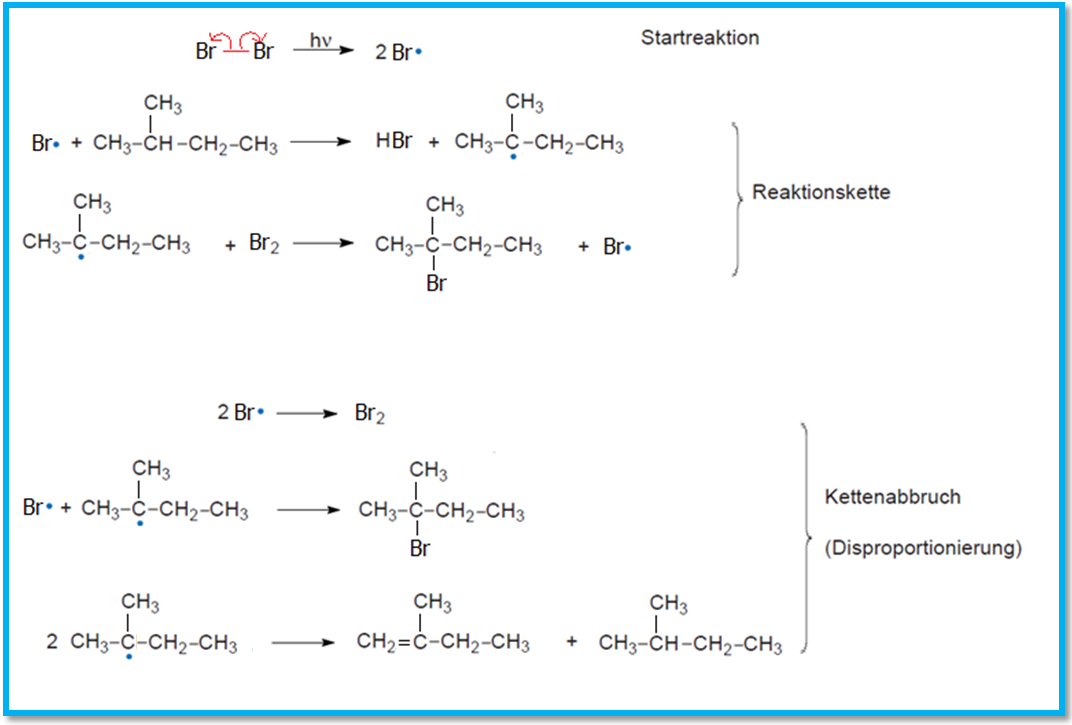 Br—Br hν→ 2 Br• Startreaktion
CH₃ CH₃
Br• + CH₃–CH–CH₂–CH₃ → HBr + CH₃–C–CH₂–CH₃
•
Reaktionskette
CH₃ CH₃
CH₃–C–CH₂–CH₃ + Br₂ → CH₃–C–CH₂–CH₃ + Br•
• Br
2 Br• → Br₂
CH₃ CH₃
Br• + CH₃–C–CH₂–CH₃ → CH₃–C–CH₂–CH₃
• Br
Kettenabbruch
(Disproportionierung)
CH₃ CH₃ CH₃
2 CH₃–C–CH₂–CH₃ → CH₂=C–CH₂–CH₃ + CH₃–CH–CH₂–CH₃
•